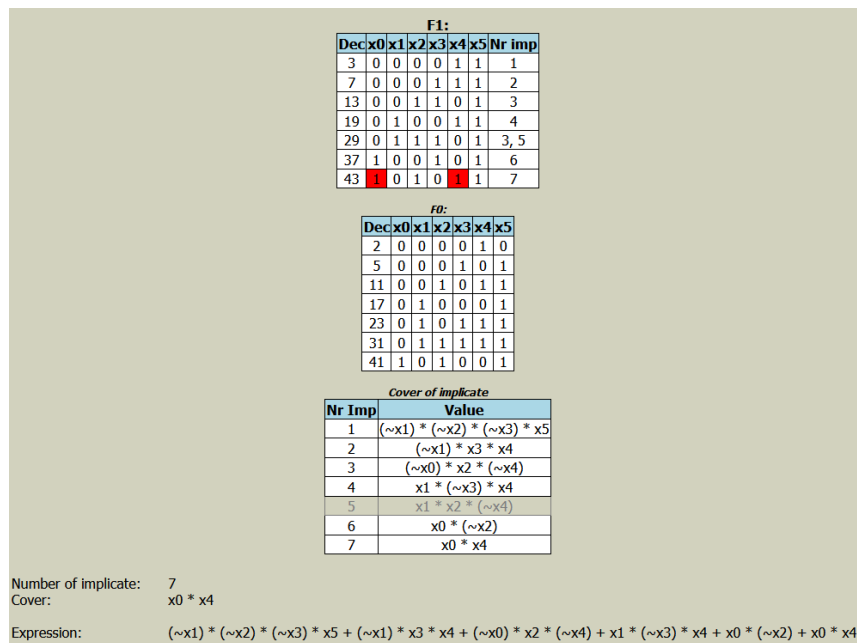 F1:
Dec x0 x1 x2 x3 x4 x5 Nr imp
3 0 0 0 0 1 1 1
7 0 0 0 1 1 1 2
13 0 0 1 1 0 1 3
19 0 1 0 0 1 1 4
29 0 1 1 1 0 1 3, 5
37 1 0 0 1 0 1 6
43 1 0 1 0 1 1 7
F0:
Dec x0 x1 x2 x3 x4 x5
2 0 0 0 0 1 0
5 0 0 0 1 0 1
11 0 0 1 0 1 1
17 0 1 0 0 0 1
23 0 1 0 1 1 1
31 0 1 1 1 1 1
41 1 0 1 0 0 1
Cover of implicate
Nr Imp Value
1 (~x1) * (~x2) * (~x3) * x5
2 (~x1) * x3 * x4
3 (~x0) * x2 * (~x4)
4 x1 * (~x3) * x4
5 x1 * x2 * (~x4)
6 x0 * (~x2)
7 x0 * x4
Number of implicate: 7
Cover: x0 * x4
Expression: (~x1) * (~x2) * (~x3) * x5 + (~x1) * x3 * x4 + (~x0) * x2 * (~x4) + x1 * (~x3) * x4 + x0 * (~x2) + x0 * x4